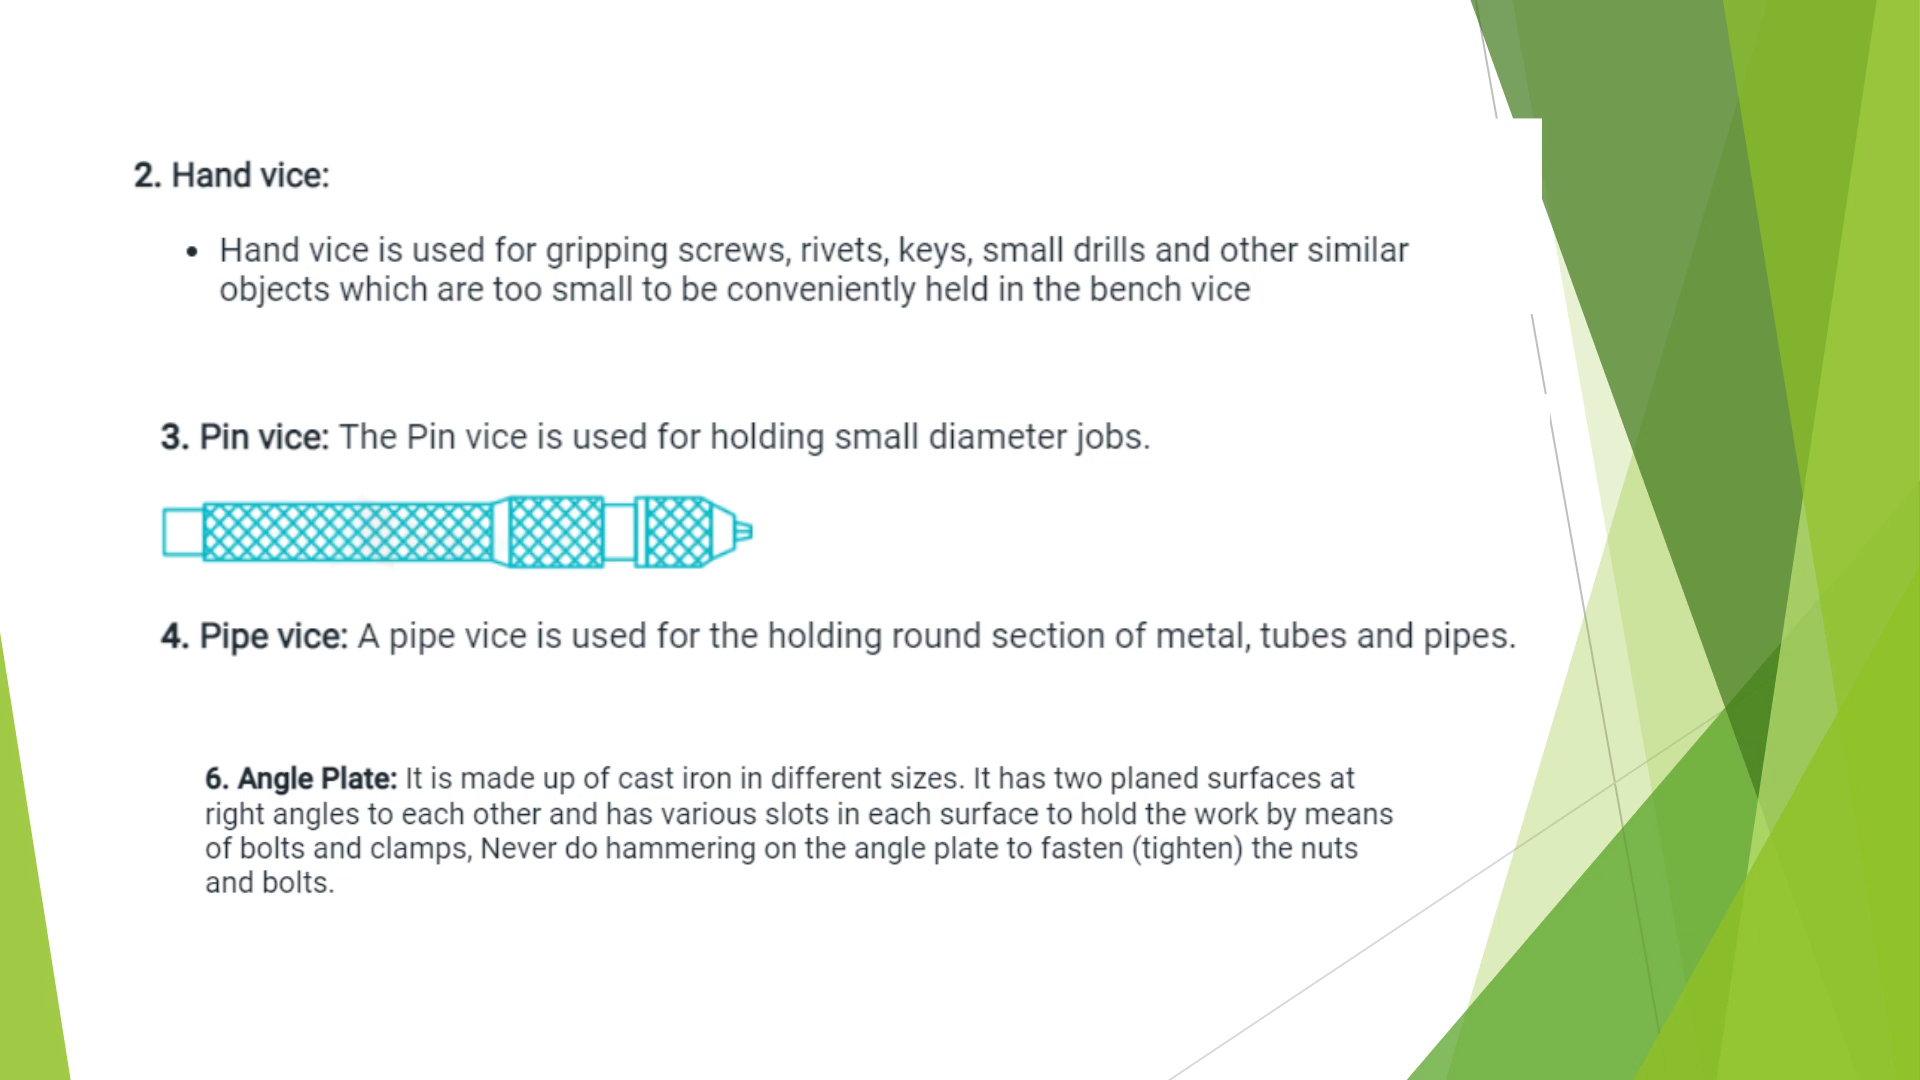 2. Hand vice:
• Hand vice is used for gripping screws, rivets, keys, small drills and other similar
objects which are too small to be conveniently held in the bench vice
3. Pin vice: The Pin vice is used for holding small diameter jobs.
4. Pipe vice: A pipe vice is used for the holding round section of metal, tubes and pipes.
6. Angle Plate: It is made up of cast iron in different sizes. It has two planed surfaces at
right angles to each other and has various slots in each surface to hold the work by means
of bolts and clamps, Never do hammering on the angle plate to fasten (tighten) the nuts
and bolts.